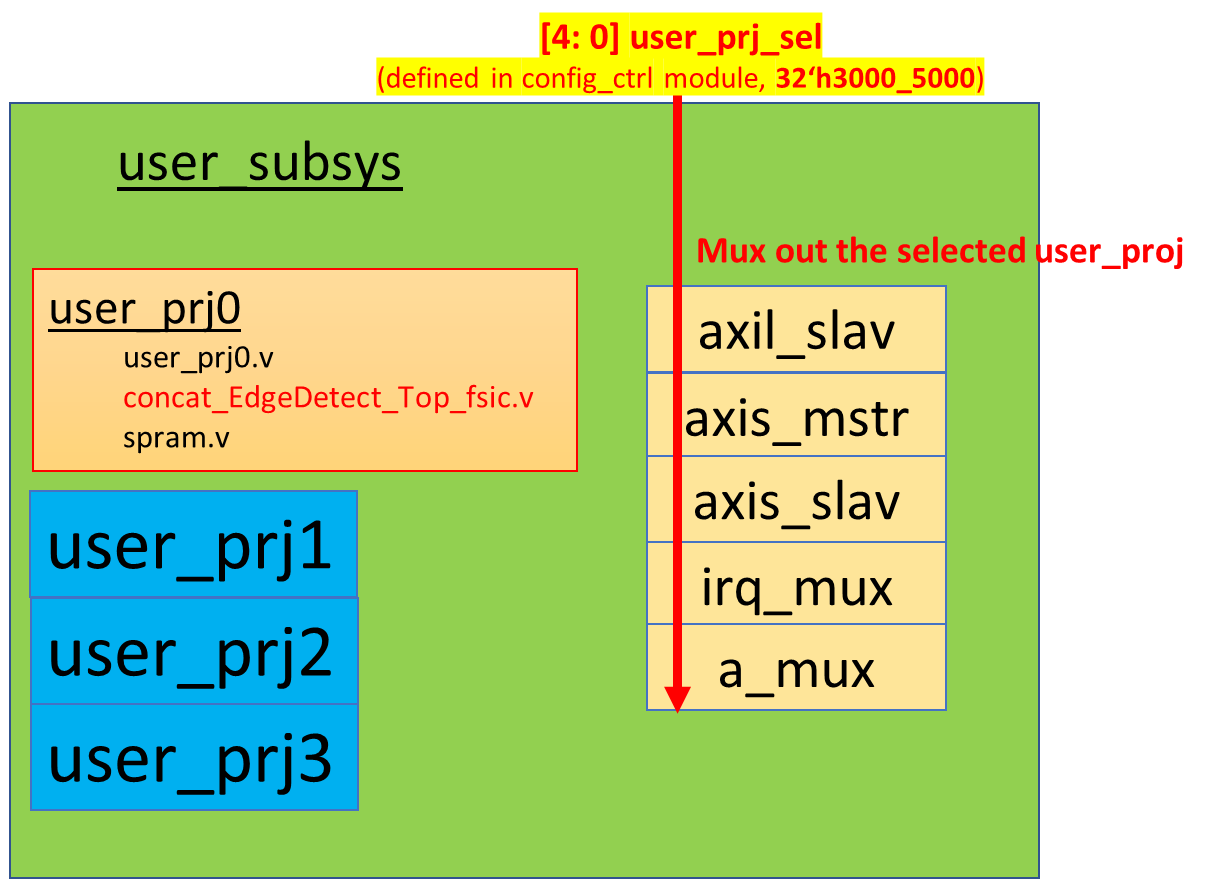 [4: 0] user_prj_sel
(defined in config_ctrl module, 32‘h3000_5000)
user_subsys
Mux out the selected user_proj
user_prj0
user_prj0.v
concat_EdgeDetect_Top_fsic.v
spram.v
user_prj1
user_prj2
user_prj3
axil_slav
axis_mstr
axis_slav
irq_mux
a_mux